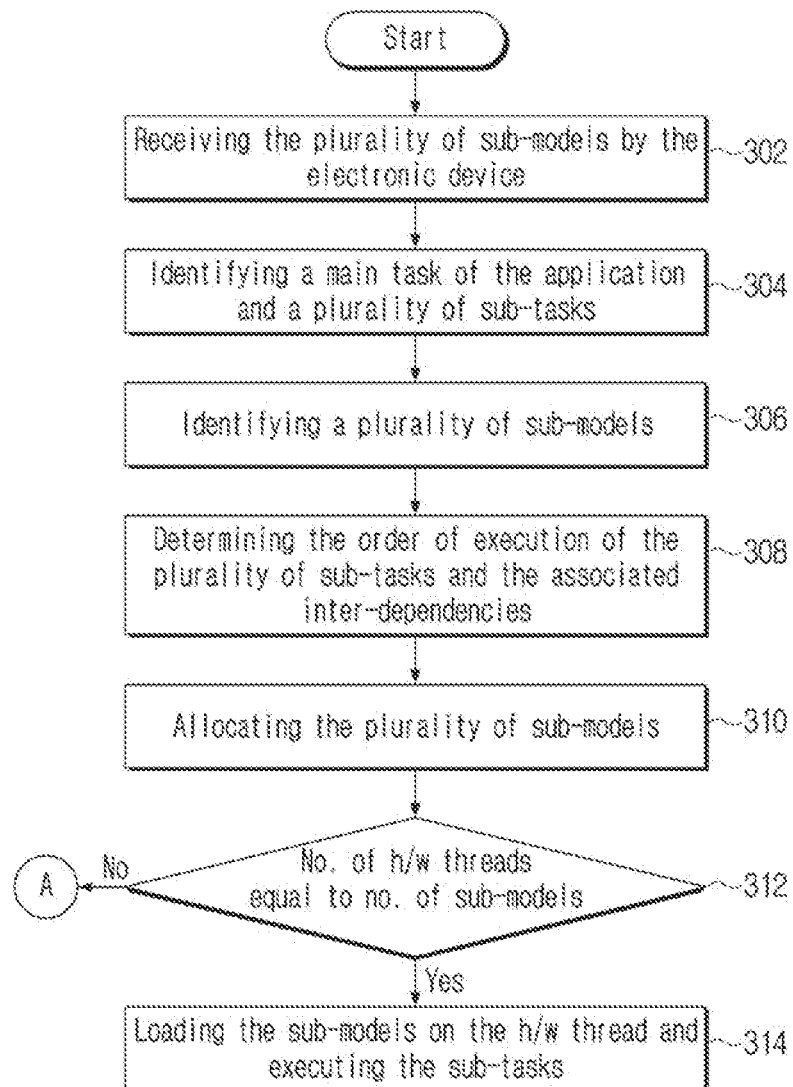 Start
Receiving the plurality of sub-models by the
electronic device
302
Identifying a main task of the application
and a plurality of sub-tasks
304
Identifying a plurality of sub-models
306
Determining the order of execution of the
plurality of sub-tasks and the associated
inter-dependencies
308
Allocating the plurality of sub-models
310
No. of h/w threads
equal to no. of sub-models
312
No
A
Yes
Loading the sub-models on the h/w thread and
executing the sub-tasks
314